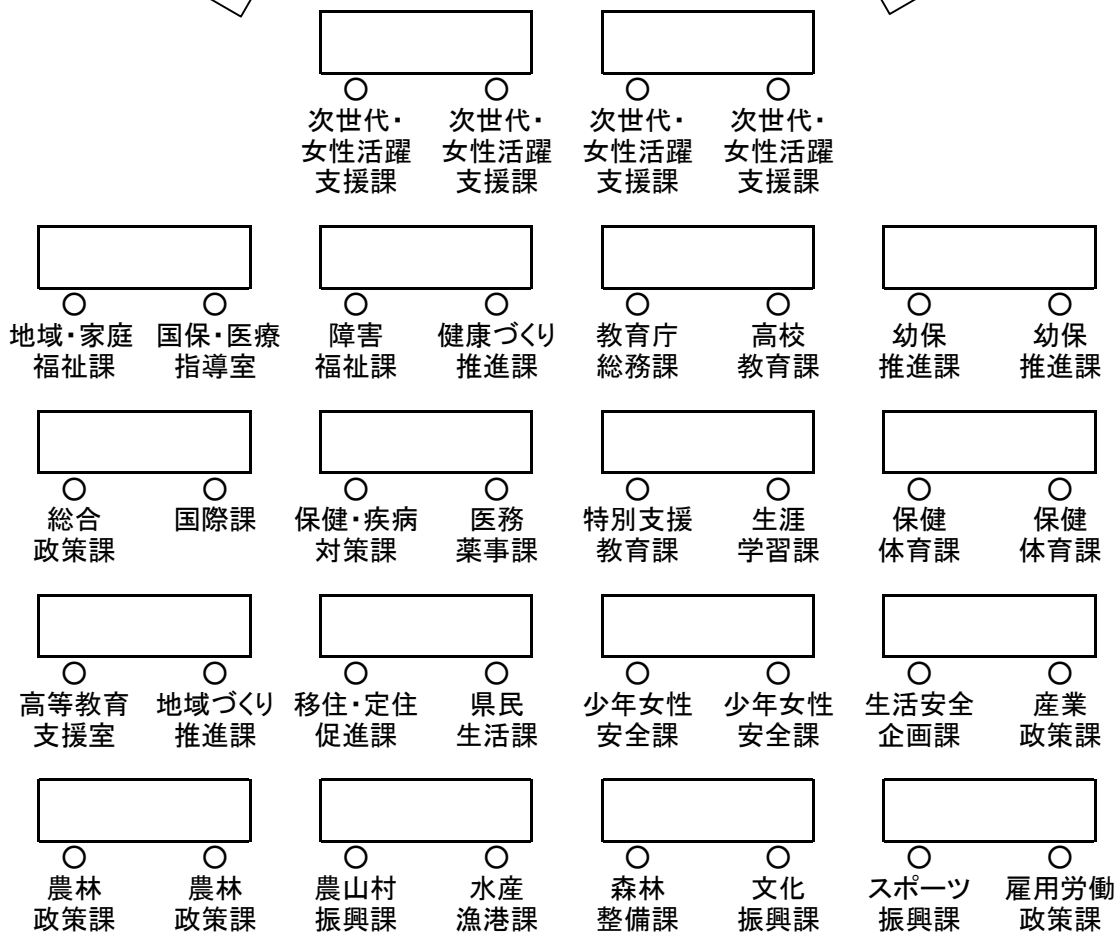 次世代・ 次世代・ 次世代・ 次世代・
女性活躍 女性活躍 女性活躍 女性活躍
支援課 支援課 支援課 支援課
地域・家庭 国保・医療 障害 健康づくり 教育庁 高校 幼保 幼保
福祉課 指導室 福祉課 推進課 総務課 教育課 推進課 推進課
総合 国際課 保健・疾病 医務 特別支援 生涯 保健 保健
政策課 対策課 薬事課 教育課 学習課 体育課 体育課
高等教育 地域づくり 移住・定住 県民 少年女性 少年女性 生活安全 産業
支援室 推進課 促進課 生活課 安全課 安全課 企画課 政策課
農林 農林 農山村 水産 森林 文化 スポーツ 雇用労働
政策課 政策課 振興課 漁港課 整備課 振興課 振興課 政策課